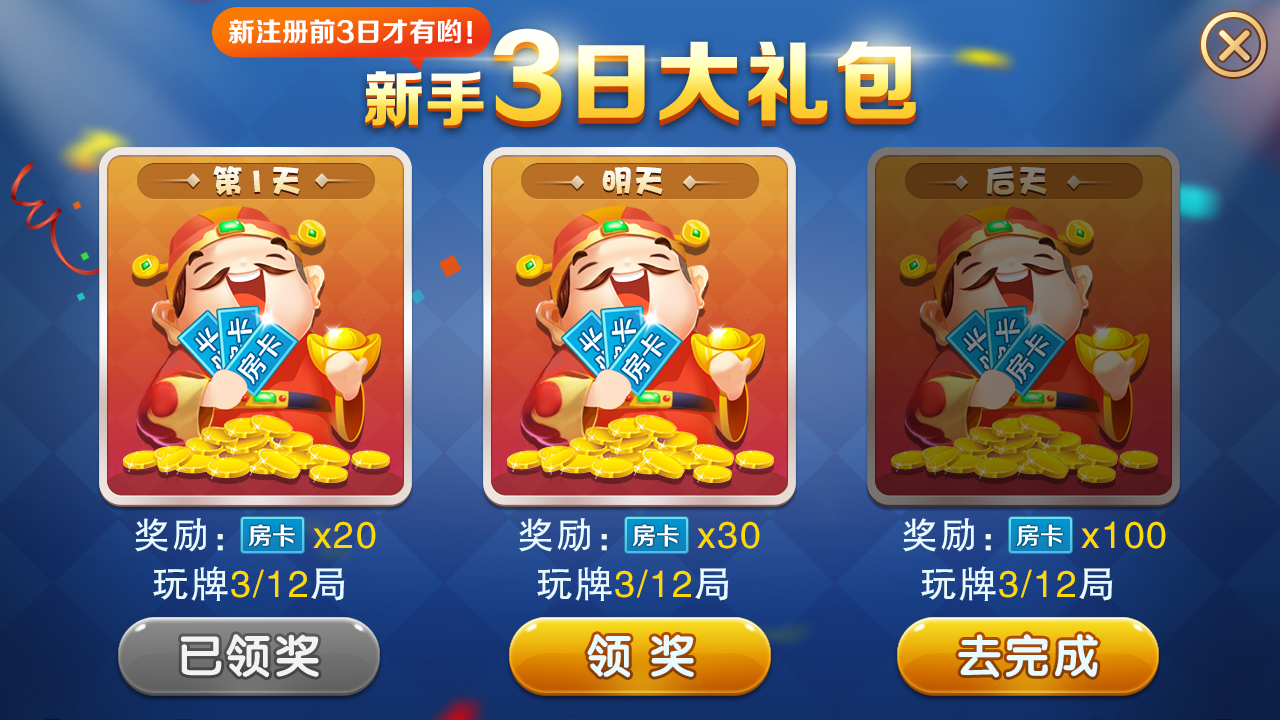 新注册前3日才有哟!
新手3日大礼包
第1天
明天
后天
卡
房卡
卡
房卡
卡
房卡
奖励:房卡 x20
奖励:房卡 x30
奖励:房卡 x100
玩牌3/12局
玩牌3/12局
玩牌3/12局
已领奖
领奖
去完成